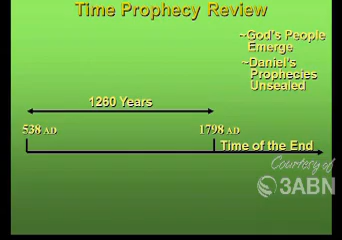 Time Prophecy Review
~God's People
Emerge
~Daniel's
Prophecies
Unsealed
1260 Years
538 AD
1798 AD
Time of the End
Courtesy of
3ABN